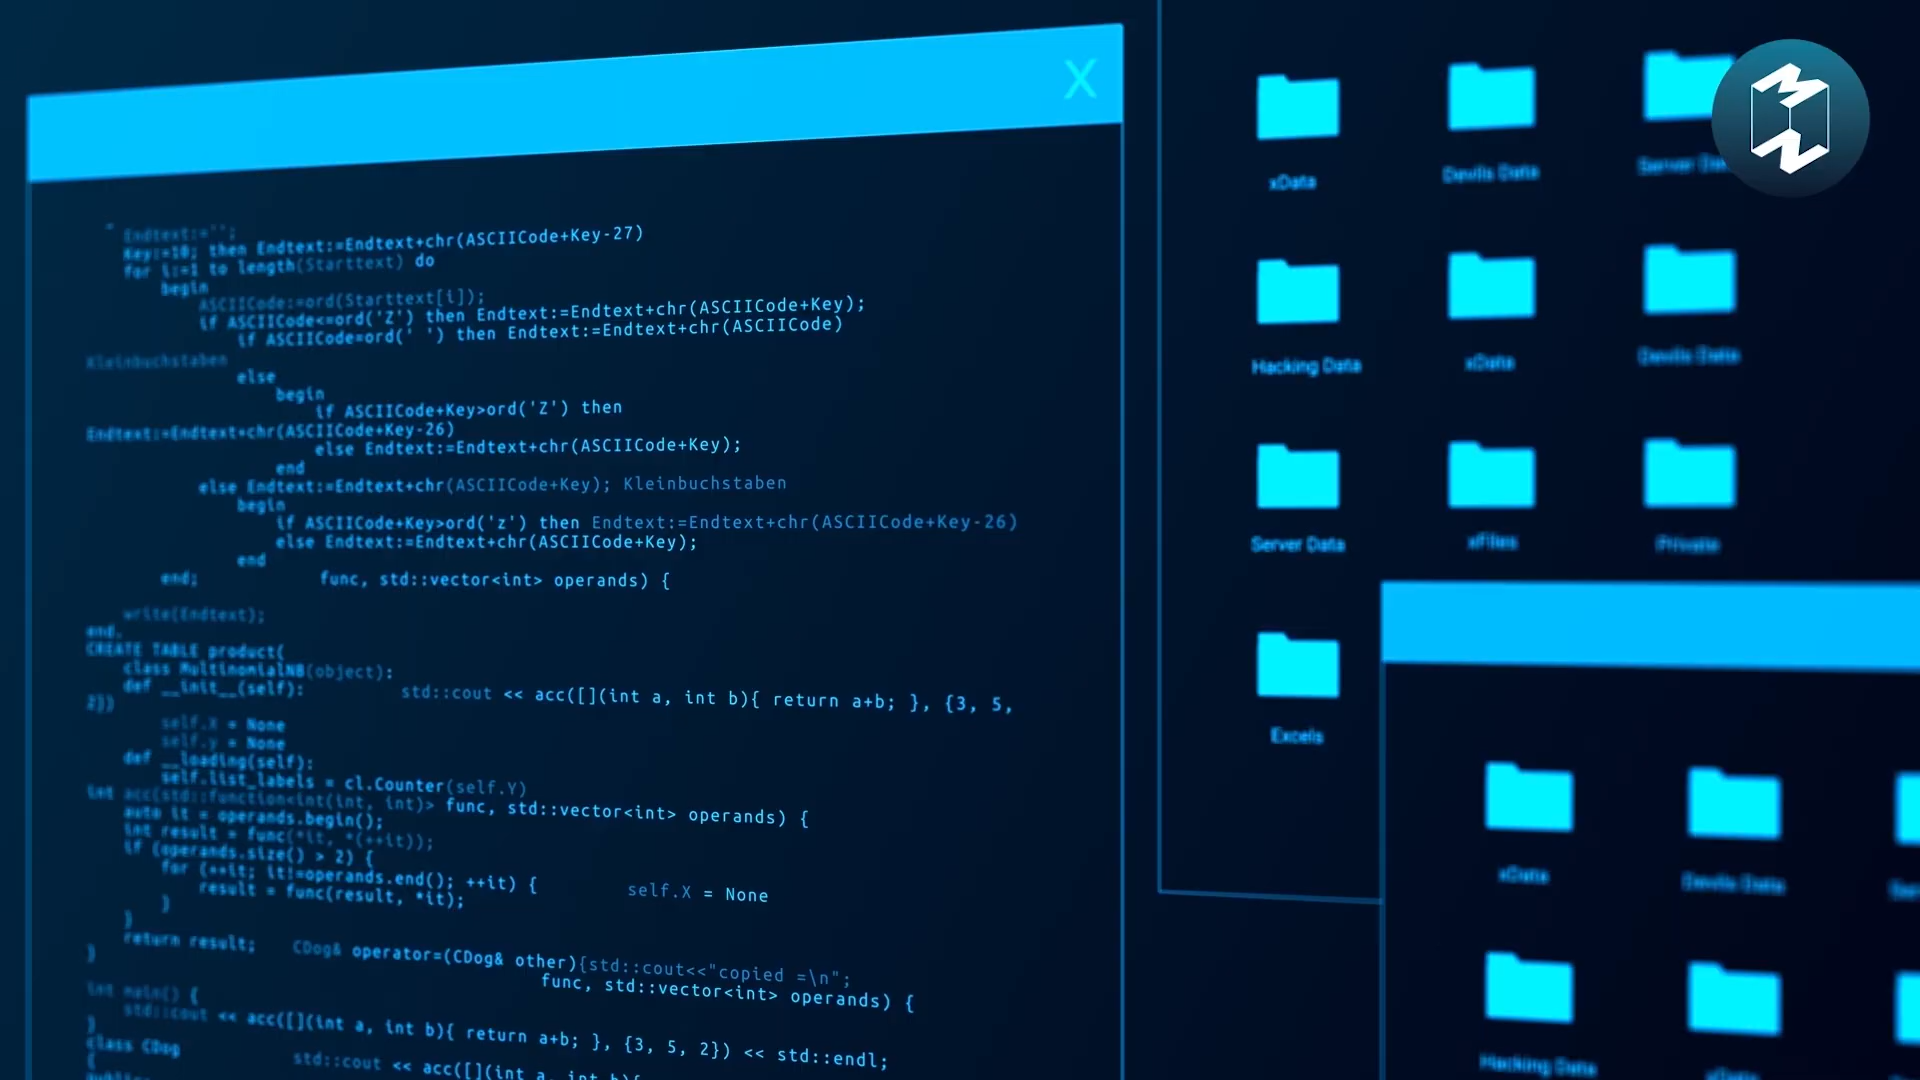 X
" Endtext:='';
Key:=10; then Endtext:=Endtext+chr(ASCIICode+Key-27)
for i:=1 to length(Starttext) do
begin
ASCIICode:=ord(Starttext[i]);
if ASCIICode<=ord('Z') then Endtext:=Endtext+chr(ASCIICode+Key);
if ASCIICode=ord(' ') then Endtext:=Endtext+chr(ASCIICode)
Kleinbuchstaben
else
begin
if ASCIICode+Key>ord('Z') then
Endtext:=Endtext+chr(ASCIICode+Key-26)
else Endtext:=Endtext+chr(ASCIICode+Key);
end
else Endtext:=Endtext+chr(ASCIICode+Key); Kleinbuchstaben
begin
if ASCIICode+Key>ord('z') then Endtext:=Endtext+chr(ASCIICode+Key-26)
else Endtext:=Endtext+chr(ASCIICode+Key);
end
end; func, std::vector<int> operands) {
write(Endtext);
end.
CREATE TABLE product(
class MultinomialNB(object):
def __init__(self): std::cout << acc([](int a, int b){ return a+b; }, {3, 5,
2})
self.X = None
self.y = None
def __loading(self):
self.list_labels = cl.Counter(self.Y)
int acc(std::function<int(int, int)> func, std::vector<int> operands) {
auto it = operands.begin();
int result = func(*it, *(++it));
if (operands.size() > 2) {
for (++it; it!=operands.end(); ++it) { self.X = None
result = func(result, *it);
}
}
return result; CDog& operator=(CDog& other){std::cout<<"copied =\n";
} func, std::vector<int> operands) {
int main() {
std::cout << acc([](int a, int b){ return a+b; }, {3, 5, 2}) << std::endl;
}
class CDog
{ std::cout << acc([](int a, int b){
xData
Devils Data
Server
Hacking Data
xData
Devils Data
Server Data
xFiles
Private
Excels
xData
Devils Data
Hacking Data
xData